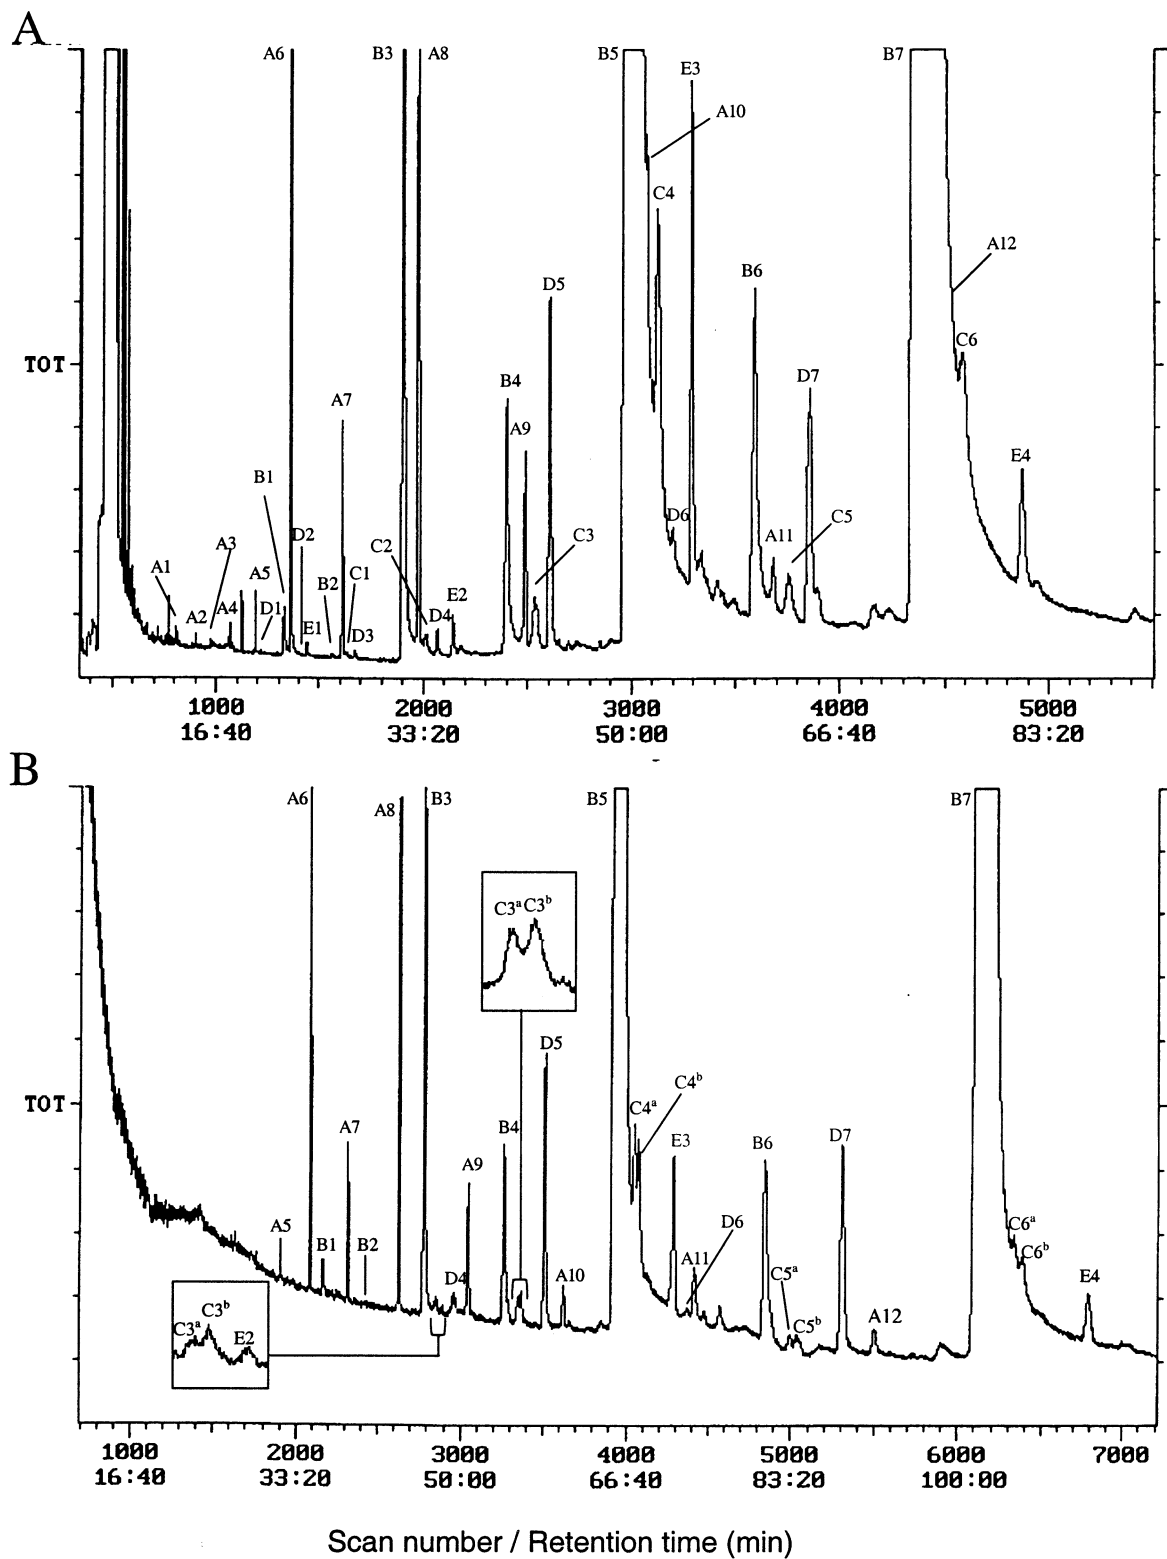 A
A6 B3 A8 B5 E3 B7
A10
C4
A12
B6
D5
C6
TOT
D7
B4
A7
A9
E4
B1
D6
C5
D2
C3
A3 C2 A11
A1 A5 B2 C1
E2
A2 A4 D1 D4
E1 D3
1000 2000 3000 4000 5000
16:40 33:20 50:00 66:40 83:20
B
A6 A8 B3 B5 B7
C3ᵃ C3ᵇ
D5
C4ᵇ
TOT
C4ᵃ
A7 B4 E3 B6 D7
A9
A5 D6 C6ᵃ
B1 B2 C6ᵇ
A11
D4 A10 C5ᵃ E4
C3ᵇ
C3ᵃ E2 C5ᵇ A12
1000 2000 3000 4000 5000 6000 7000
16:40 33:20 50:00 66:40 83:20 100:00
Scan number / Retention time (min)